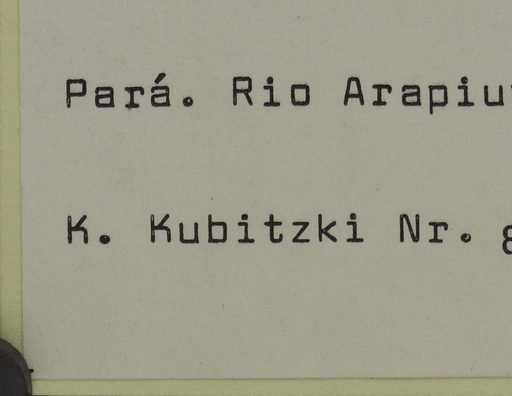 Pará. Rio Arapiu
K. Kubitzki Nr.